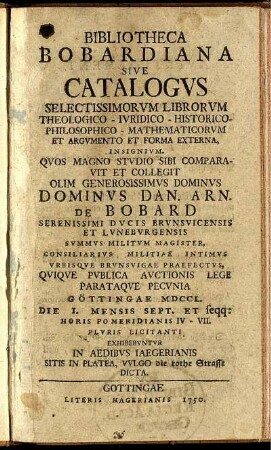 BIBLIOTHECA
BOBARDIANA
SIVE
CATALOGVS
SELECTISSIMORVM LIBRORVM
THEOLOGICO - IVRIDICO - HISTORICO-
PHILOSOPHICO - MATHEMATICORVM
ET ARGVMENTO ET FORMA EXTERNA,
INSIGNIVM.
QVOS MAGNO STVDIO SIBI COMPARA-
VIT ET COLLEGIT
OLIM GENEROSISSIMVS DOMINVS
DOMINVS DAN. ARN.
DE BOBARD
SERENISSIMI DVCIS BRVNSVICENSIS
ET LVNEBVRGENSIS
SVMMVS MILITVM MAGISTER,
CONSILIARIVS MILITIAE INTIMVS
VRBISQVE BRVNSVIGAE PRAEFECTVS,
QVIQVE PVBLICA AVCTIONIS LEGE
PARATAQVE PECVNIA
GÖTTINGAE MDCCL.
DIE I. MENSIS SEPT. ET seqq:
HORIS POMERIDIANIS IV - VII.
PLVRIS LICITANTI.
EXHIBEBVNTVR
IN AEDIBVS IAEGERIANIS
SITIS IN PLATEA, VVLGO die rothe Strasse
DICTA.
GOTTINGAE
LITERIS HAGERIANIS 1750.